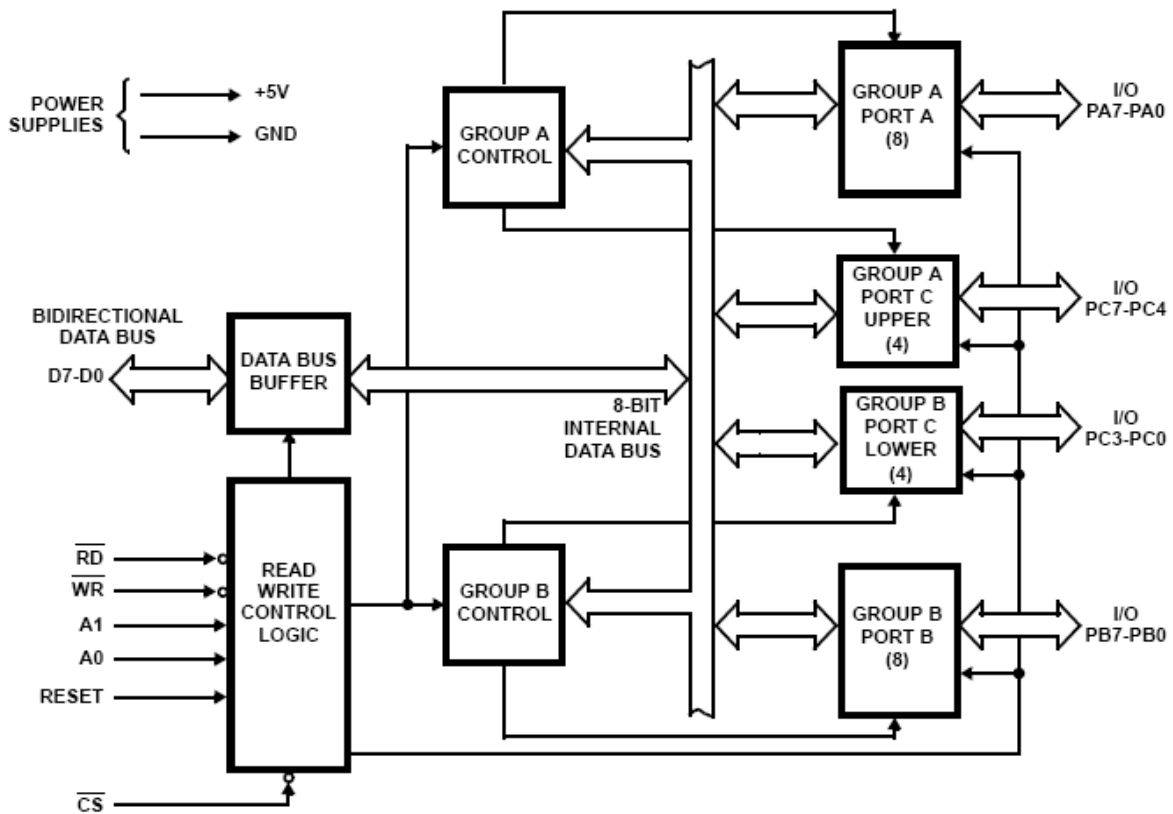 POWER
SUPPLIES
+5V
GND
GROUP A
CONTROL
GROUP A
PORT A
(8)
I/O
PA7-PA0
GROUP A
PORT C
UPPER
(4)
I/O
PC7-PC4
BIDIRECTIONAL
DATA BUS
D7-D0
DATA BUS
BUFFER
8-BIT
INTERNAL
DATA BUS
GROUP B
PORT C
LOWER
(4)
I/O
PC3-PC0
RD
WR
A1
A0
RESET
CS
READ
WRITE
CONTROL
LOGIC
GROUP B
CONTROL
GROUP B
PORT B
(8)
I/O
PB7-PB0